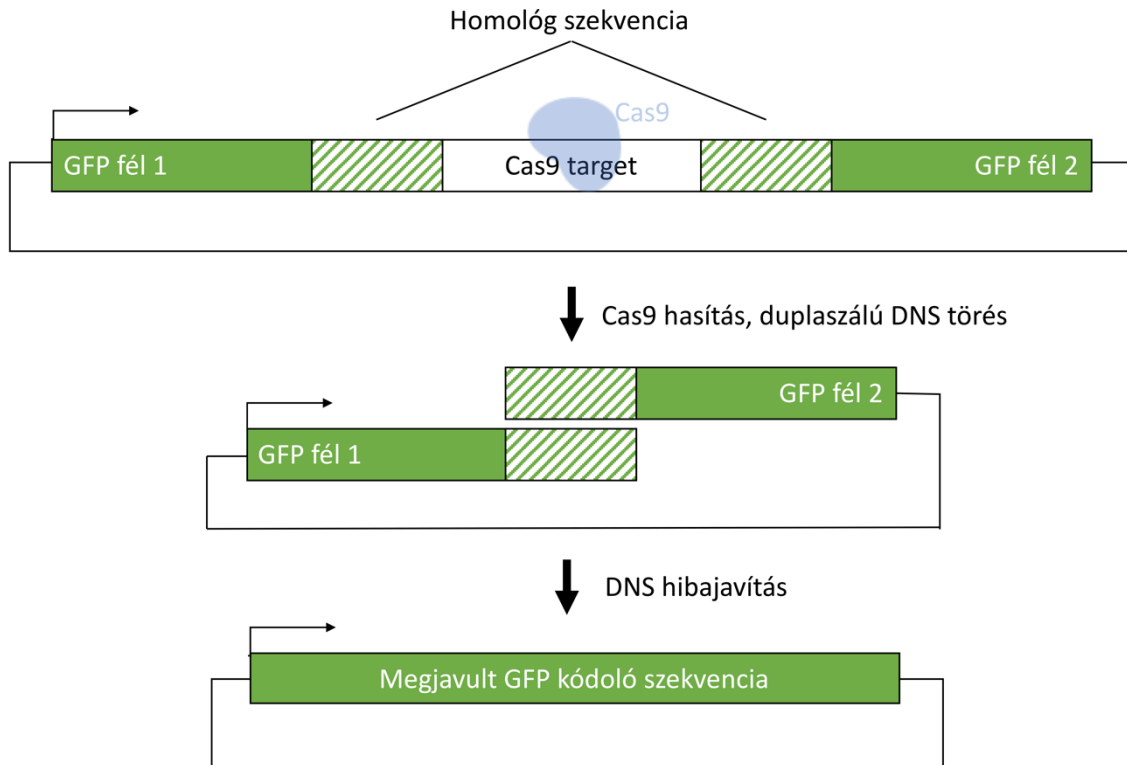 Homológ szekvencia
Cas9
GFP fél 1
Cas9 target
GFP fél 2
Cas9 hasítás, duplaszálú DNS törés
GFP fél 2
GFP fél 1
DNS hibajavítás
Megjavult GFP kódoló szekvencia